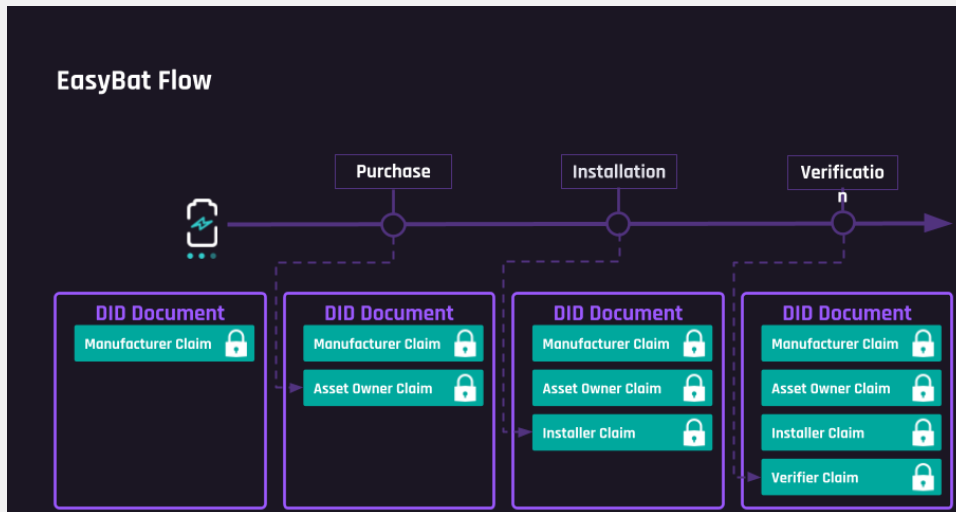 EasyBat Flow
Purchase
Installation
Verificatio
n
DID Document
Manufacturer Claim
DID Document
Manufacturer Claim
Asset Owner Claim
DID Document
Manufacturer Claim
Asset Owner Claim
Installer Claim
DID Document
Manufacturer Claim
Asset Owner Claim
Installer Claim
Verifier Claim